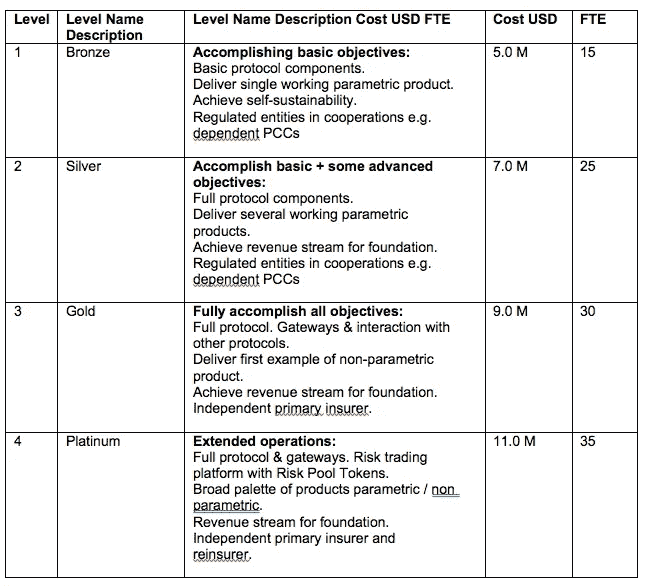 Level Level Name Level Name Description Cost USD FTE Cost USD FTE
Description
1 Bronze Accomplishing basic objectives: 5.0 M 15
Basic protocol components.
Deliver single working parametric product.
Achieve self-sustainability.
Regulated entities in cooperations e.g.
dependent PCCs
2 Silver Accomplish basic + some advanced 7.0 M 25
objectives:
Full protocol components.
Deliver several working parametric
products.
Achieve revenue stream for foundation.
Regulated entities in cooperations e.g.
dependent PCCs
3 Gold Fully accomplish all objectives: 9.0 M 30
Full protocol. Gateways & interaction with
other protocols.
Deliver first example of non-parametric
product.
Achieve revenue stream for foundation.
Independent primary insurer.
4 Platinum Extended operations: 11.0 M 35
Full protocol & gateways. Risk trading
platform with Risk Pool Tokens.
Broad palette of products parametric / non
parametric.
Revenue stream for foundation.
Independent primary insurer and
reinsurer.